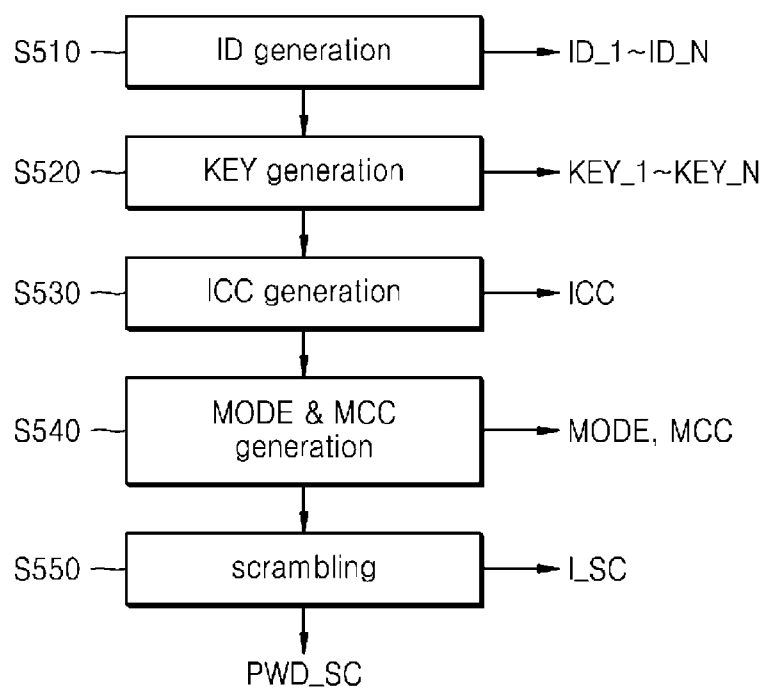 S510 ID generation ID_1~ID_N
S520 KEY generation KEY_1~KEY_N
S530 ICC generation ICC
S540 MODE & MCC generation MODE, MCC
S550 scrambling I_SC
PWD_SC